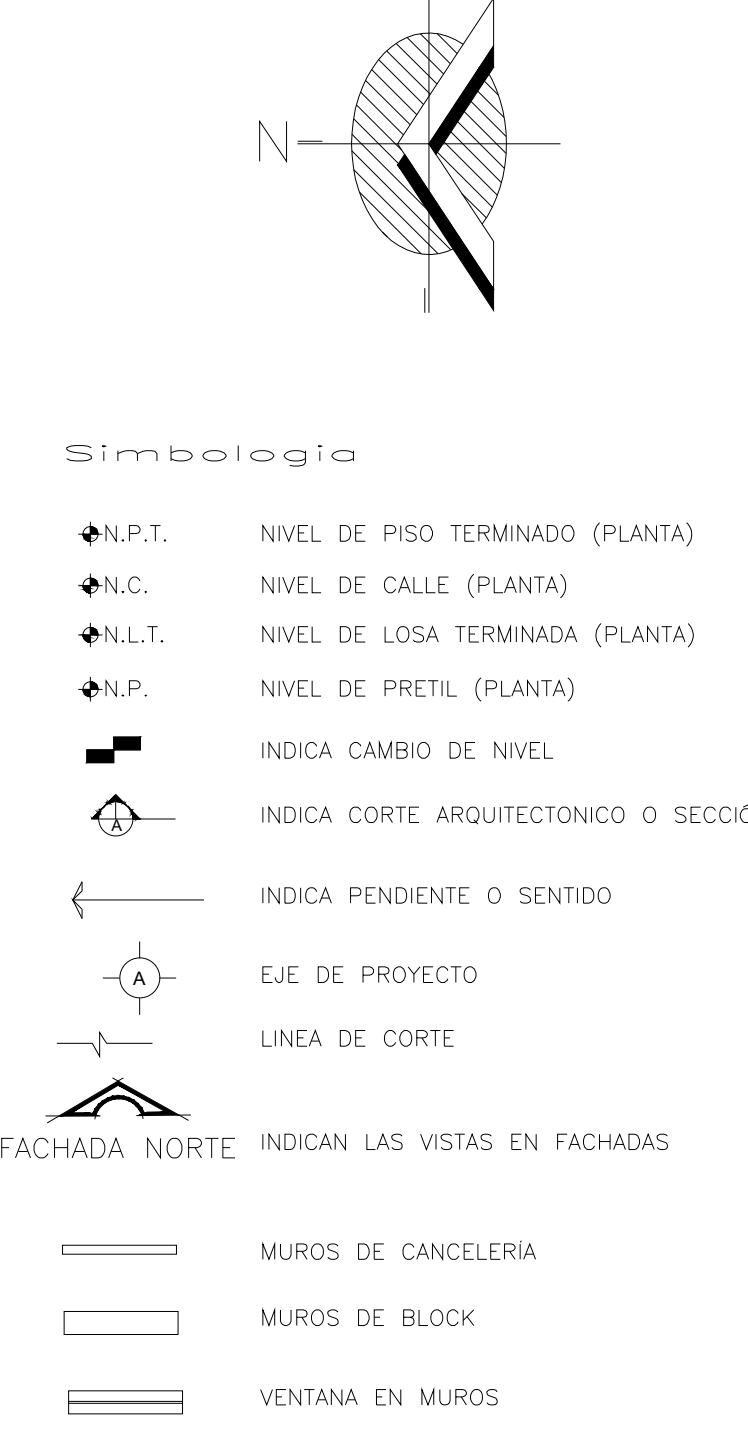 N
Simbologia
N.P.T. NIVEL DE PISO TERMINADO (PLANTA)
N.C. NIVEL DE CALLE (PLANTA)
N.L.T. NIVEL DE LOSA TERMINADA (PLANTA)
N.P. NIVEL DE PRETIL (PLANTA)
INDICA CAMBIO DE NIVEL
A INDICA CORTE ARQUITECTONICO O SECCIÓ
INDICA PENDIENTE O SENTIDO
A EJE DE PROYECTO
LINEA DE CORTE
FACHADA NORTE INDICAN LAS VISTAS EN FACHADAS
MUROS DE CANCELERÍA
MUROS DE BLOCK
VENTANA EN MUROS